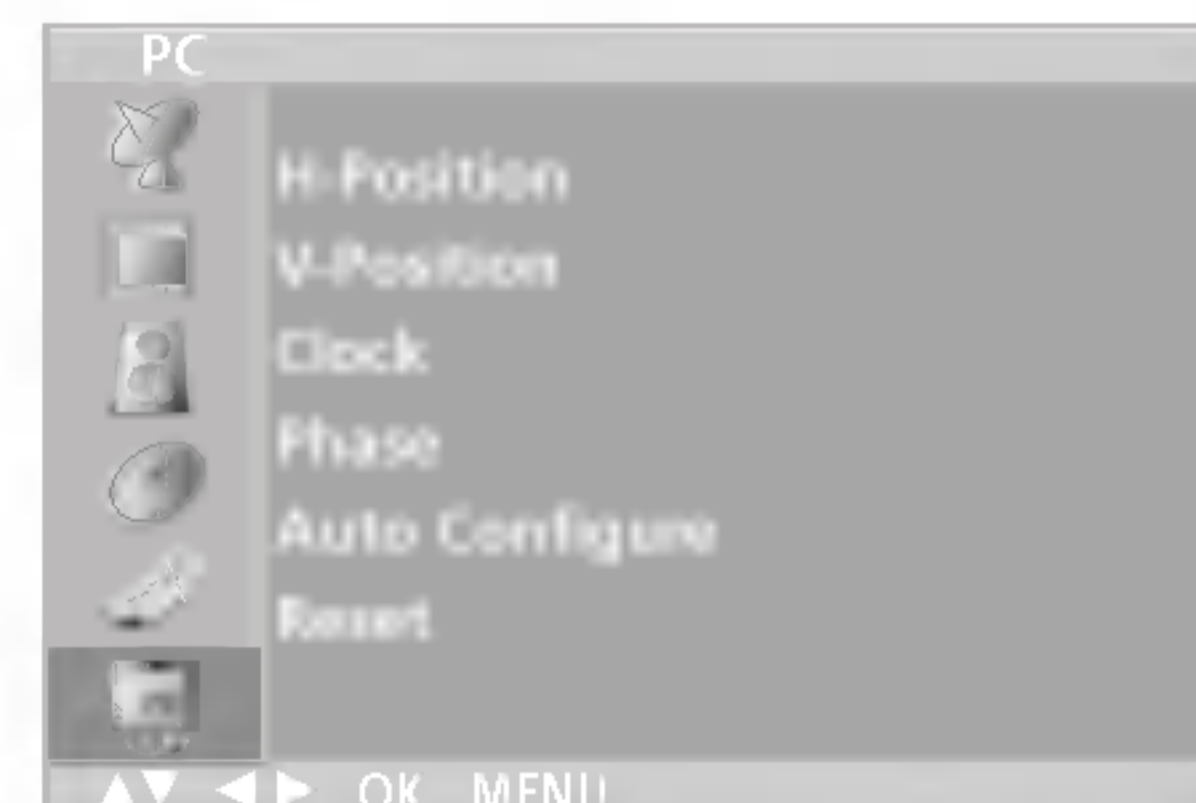 PC
H-Position
V-Position
Clock
Phase
Auto Configure
Reset
▲▼ ◀ ▶ OK MENU